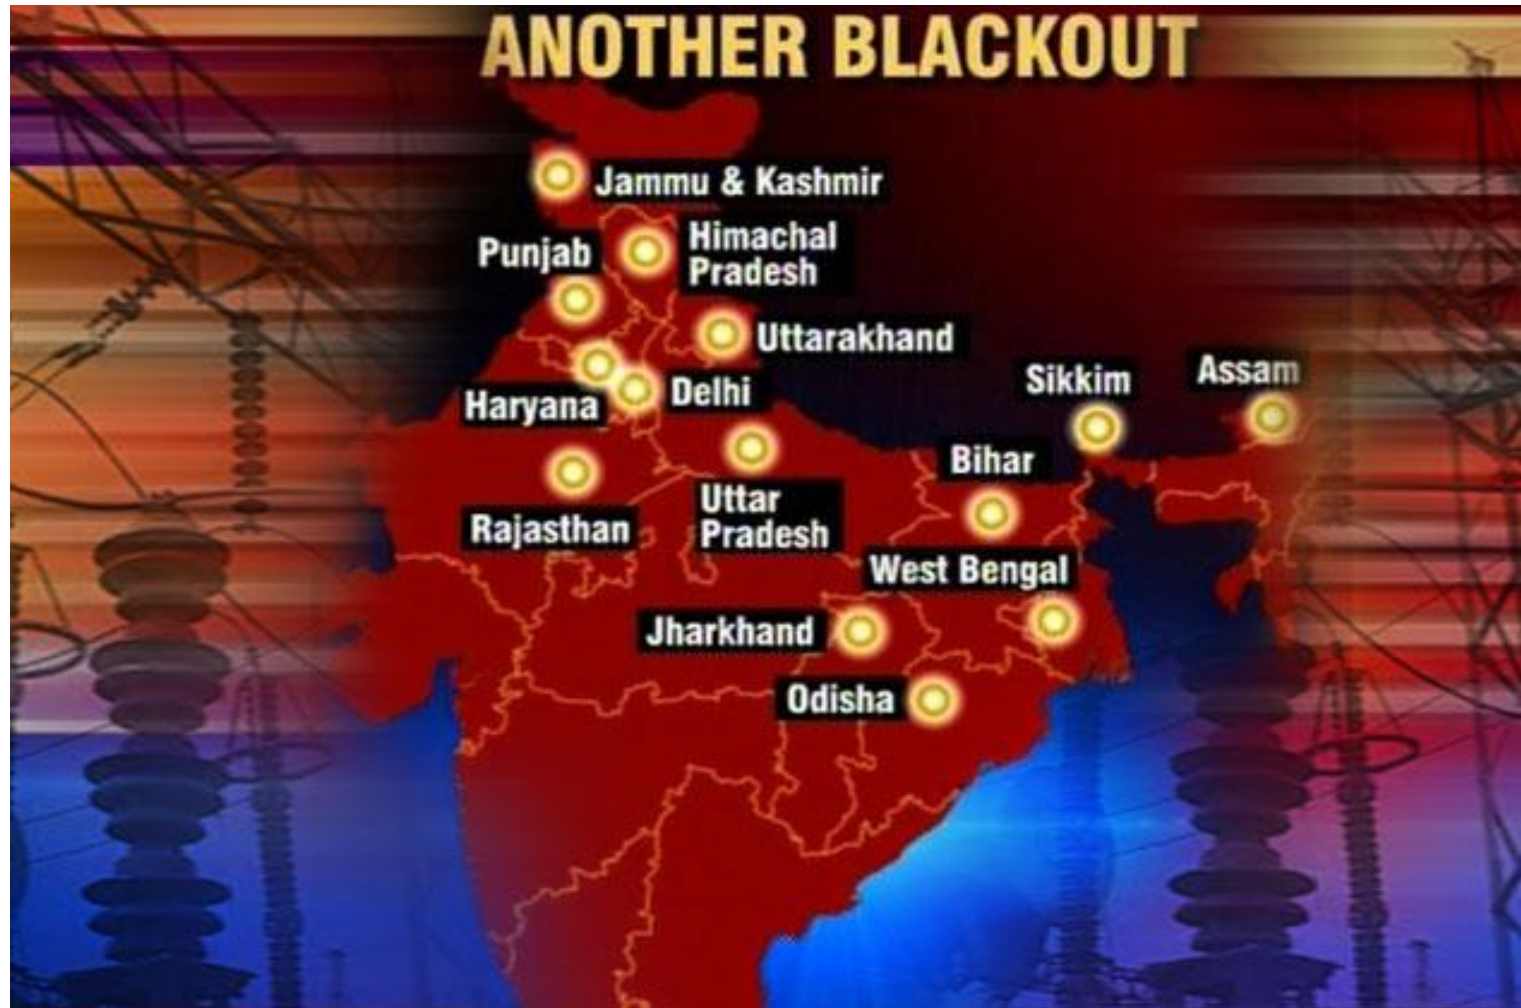 ANOTHER BLACKOUT
Jammu & Kashmir
Himachal
Pradesh
Punjab
Uttarakhand
Delhi
Haryana
Sikkim
Assam
Bihar
Uttar
Pradesh
Rajasthan
West Bengal
Jharkhand
Odisha